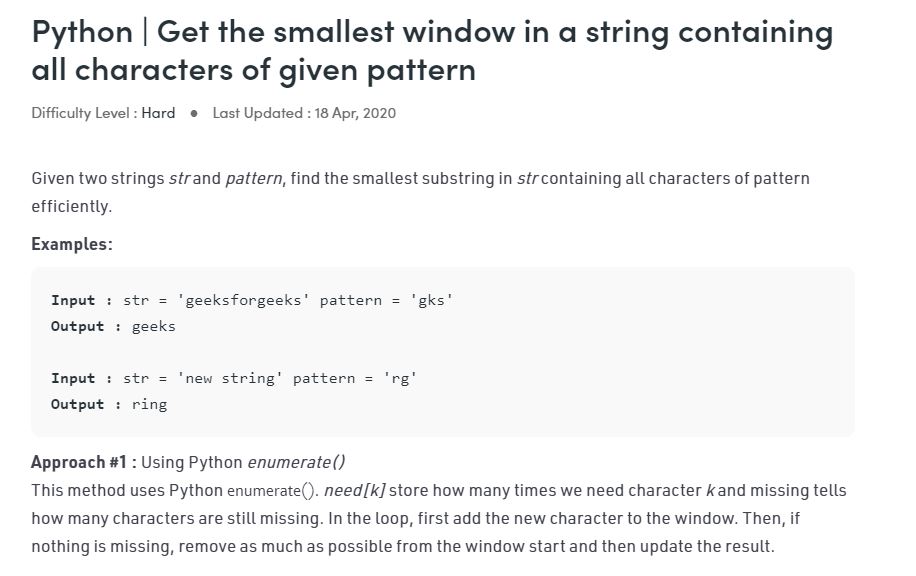 Python | Get the smallest window in a string containing
all characters of given pattern
Difficulty Level : Hard ● Last Updated : 18 Apr, 2020
Given two strings str and pattern, find the smallest substring in str containing all characters of pattern
efficiently.
Examples:
Input : str = 'geeksforgeeks' pattern = 'gks'
Output : geeks
Input : str = 'new string' pattern = 'rg'
Output : ring
Approach #1 : Using Python enumerate()
This method uses Python enumerate(). need[k] store how many times we need character k and missing tells
how many characters are still missing. In the loop, first add the new character to the window. Then, if
nothing is missing, remove as much as possible from the window start and then update the result.